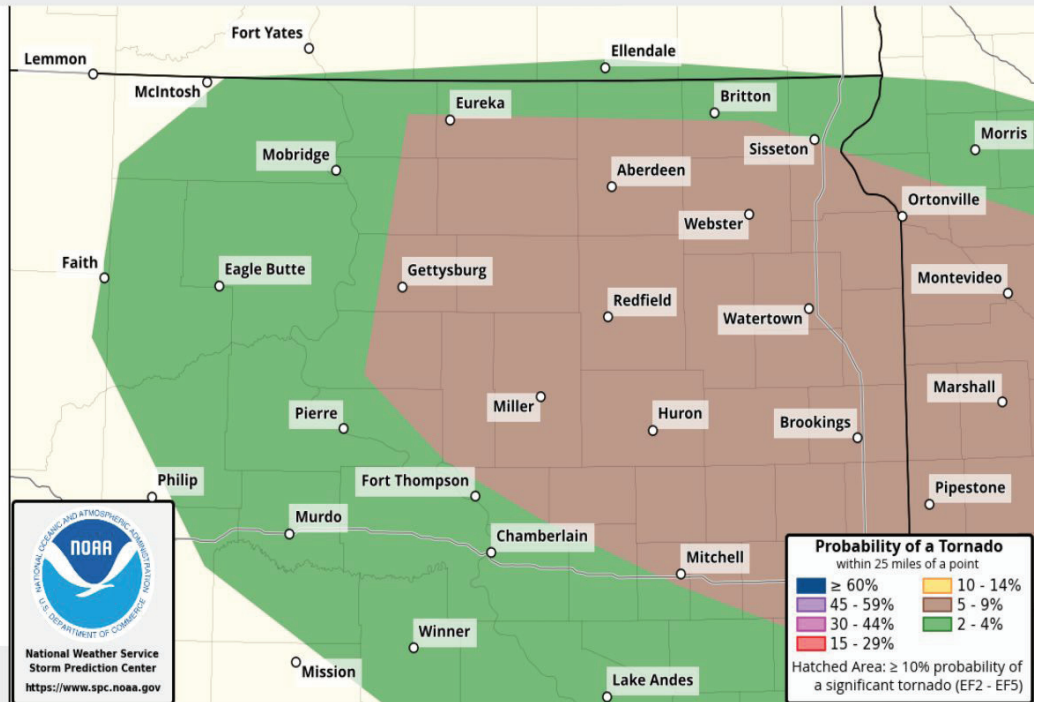 Fort Yates
Lemmon
Ellendale
McIntosh
Britton
Eureka
Morris
Sisseton
Mobridge
Aberdeen
Ortonville
Webster
Faith
Eagle Butte
Gettysburg
Montevideo
Redfield
Watertown
Marshall
Miller
Pierre
Huron
Brookings
Philip
Fort Thompson
Pipestone
Murdo
Chamberlain
Mitchell
Winner
Mission
Lake Andes
NATIONAL OCEANIC AND ATMOSPHERIC ADMINISTRATION
NOAA
U.S. DEPARTMENT OF COMMERCE
National Weather Service
Storm Prediction Center
https://www.spc.noaa.gov
Probability of a Tornado
within 25 miles of a point
≥ 60%
45 - 59%
30 - 44%
15 - 29%
10 - 14%
5 - 9%
2 - 4%
Hatched Area: ≥ 10% probability of
a significant tornado (EF2 - EF5)